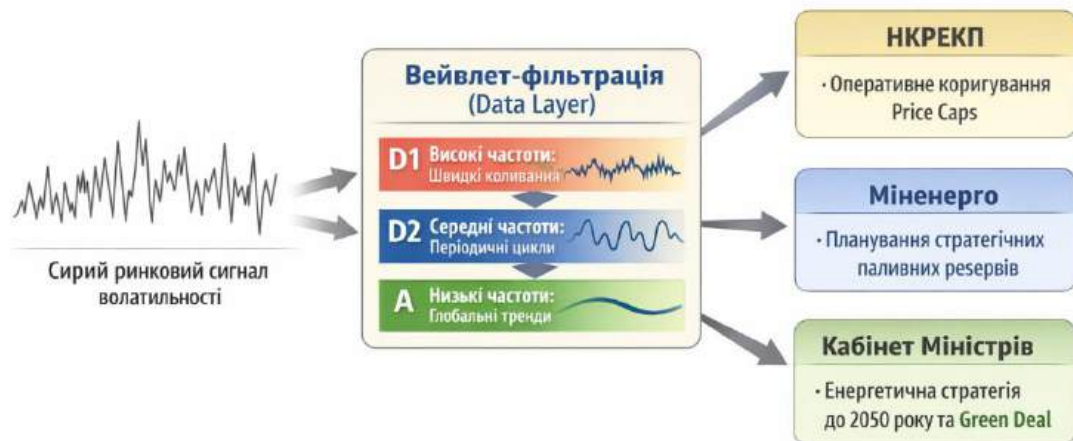 Сирий ринковий сигнал
волатильності
Вейвлет-фільтрація
(Data Layer)
D1 Високі частоти:
Швидкі коливання
D2 Середні частоти:
Періодичні цикли
A Низькі частоти:
Глобальні тренди
НКРЕКП
· Оперативне коригування
Price Caps
Міненерго
· Планування стратегічних
паливних резервів
Кабінет Міністрів
· Енергетична стратегія
до 2050 року та Green Deal